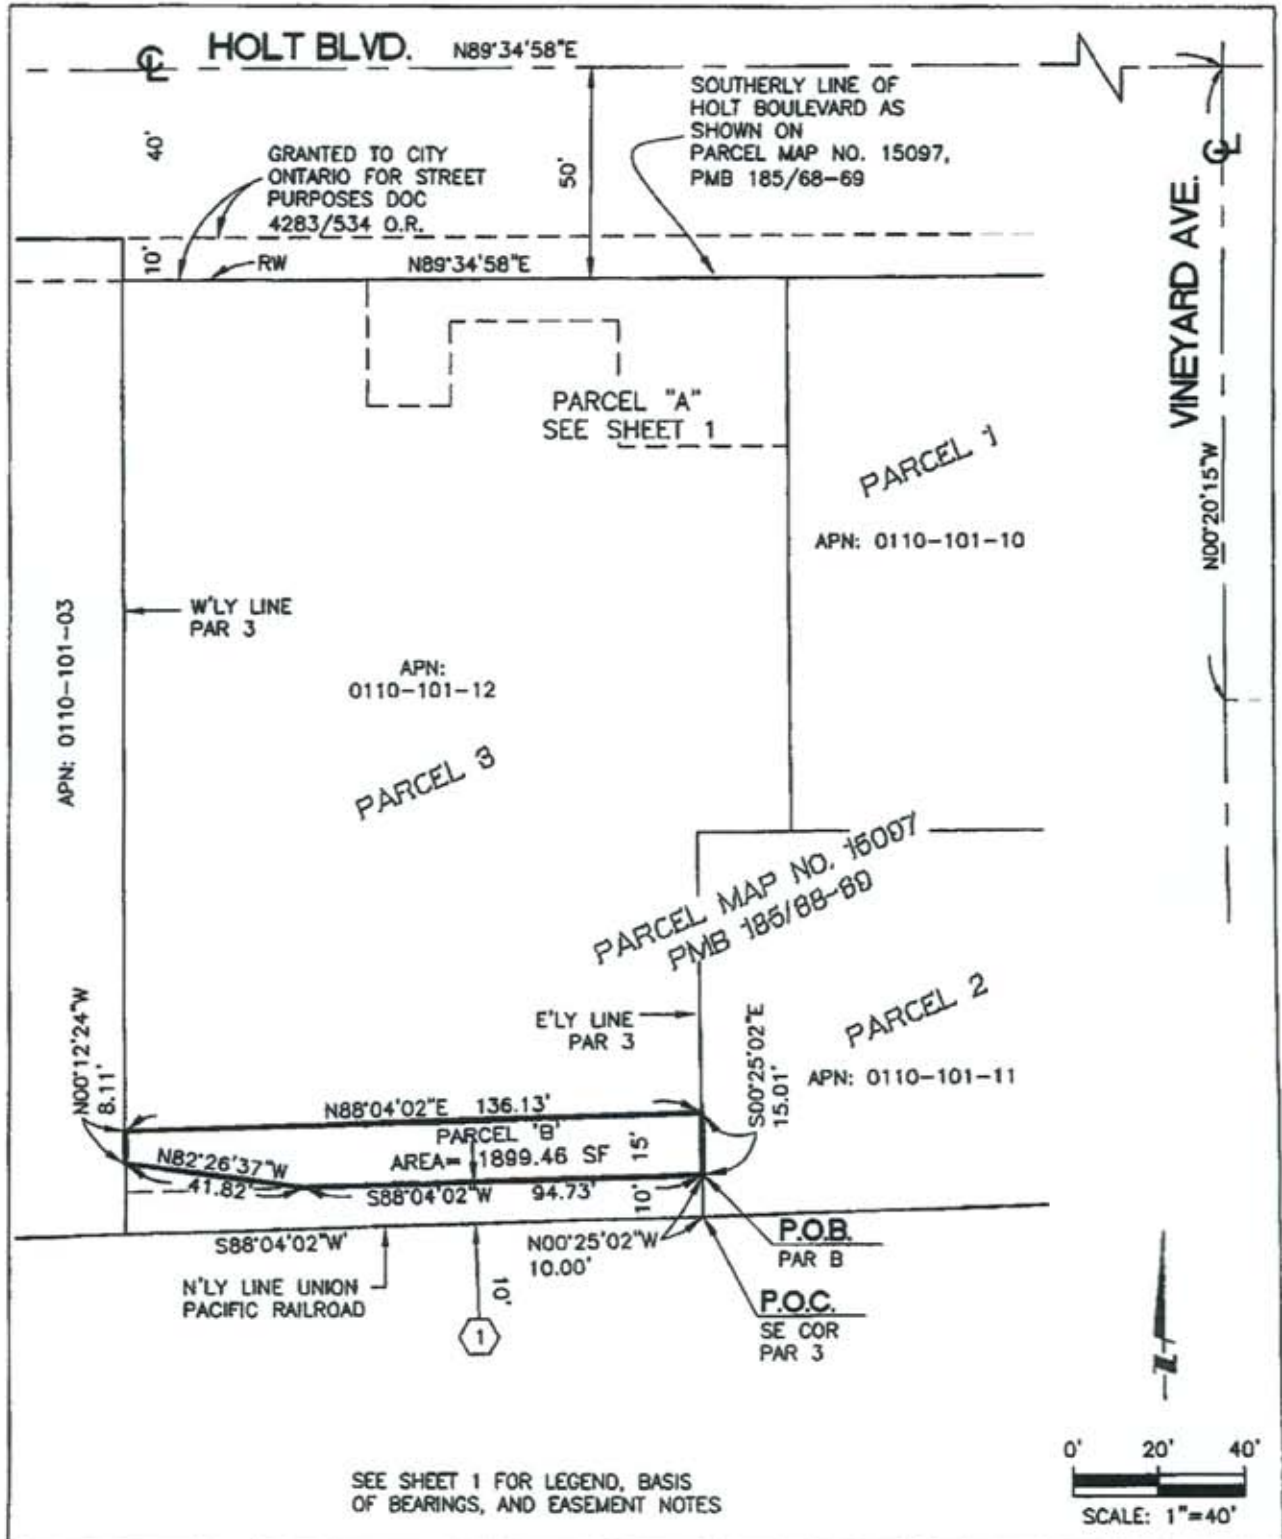 HOLT BLVD. N89°34'58"E
40'
GRANTED TO CITY
ONTARIO FOR STREET
PURPOSES DOC
4283/534 O.R.
50'
SOUTHERLY LINE OF
HOLT BOULEVARD AS
SHOWN ON
PARCEL MAP NO. 15097,
PMB 185/68-69
VINEYARD AVE.
N00°20'15"W
10'
RW
N89°34'58"E
PARCEL "A"
SEE SHEET 1
PARCEL 1
APN: 0110-101-10
APN: 0110-101-03
W'LY LINE
PAR 3
APN:
0110-101-12
PARCEL 3
PARCEL MAP NO. 15097
PMB 185/68-69
E'LY LINE
PAR 3
PARCEL 2
APN: 0110-101-11
N00°12'24"W
8.11'
S00°25'02"E
15.01'
N88°04'02"E 136.13'
PARCEL 'B'
AREA= 1899.46 SF
15'
N82°26'37"W
41.82'
S88°04'02"W 94.73'
10'
S88°04'02"W'
N00°25'02"W
10.00'
P.O.B.
PAR B
N'LY LINE UNION
PACIFIC RAILROAD
10'
1
P.O.C.
SE COR
PAR 3
N
SEE SHEET 1 FOR LEGEND, BASIS
OF BEARINGS, AND EASEMENT NOTES
0' 20' 40'
SCALE: 1"=40'